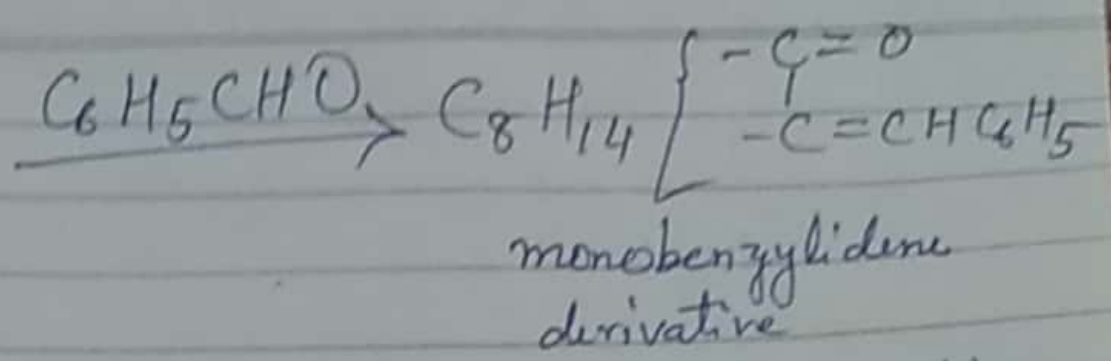 C₆H₅CHO → C₈H₁₄ { -C=O
-C=CHC₆H₅
monobenzylidene
derivative